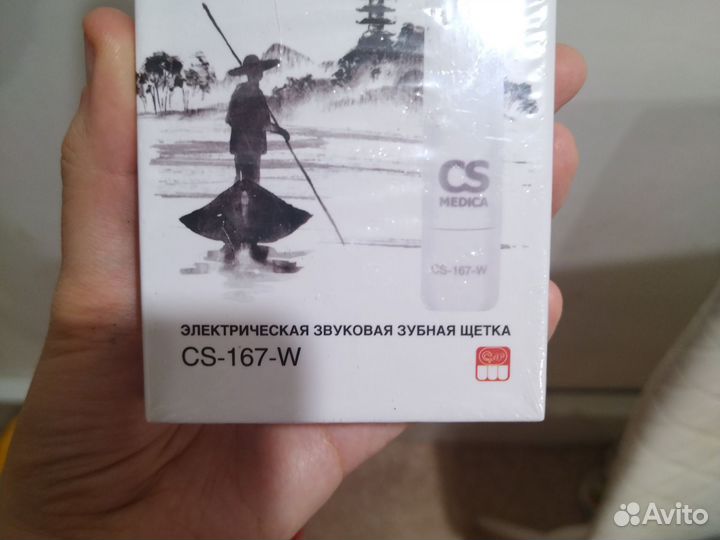 CS
MEDICA
CS-167-W
ЭЛЕКТРИЧЕСКАЯ ЗВУКОВАЯ ЗУБНАЯ ЩЕТКА
CS-167-W
Avito